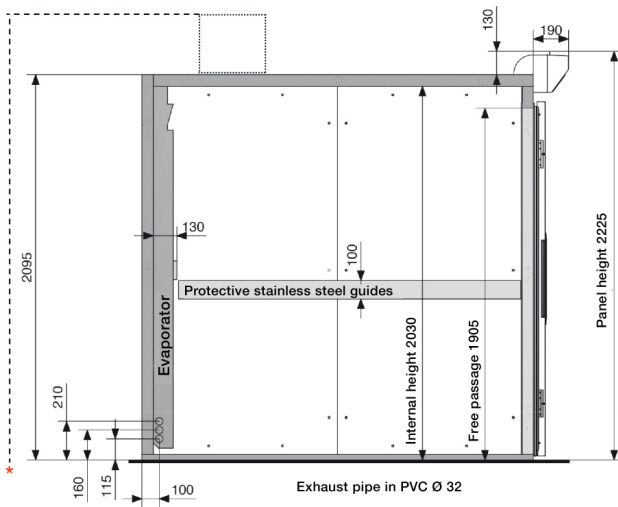 130
190
2095
130
100
Protective stainless steel guides
Evaporator
Internal height 2030
Free passage 1905
Panel height 2225
210
160
115
100
Exhaust pipe in PVC Ø 32
*